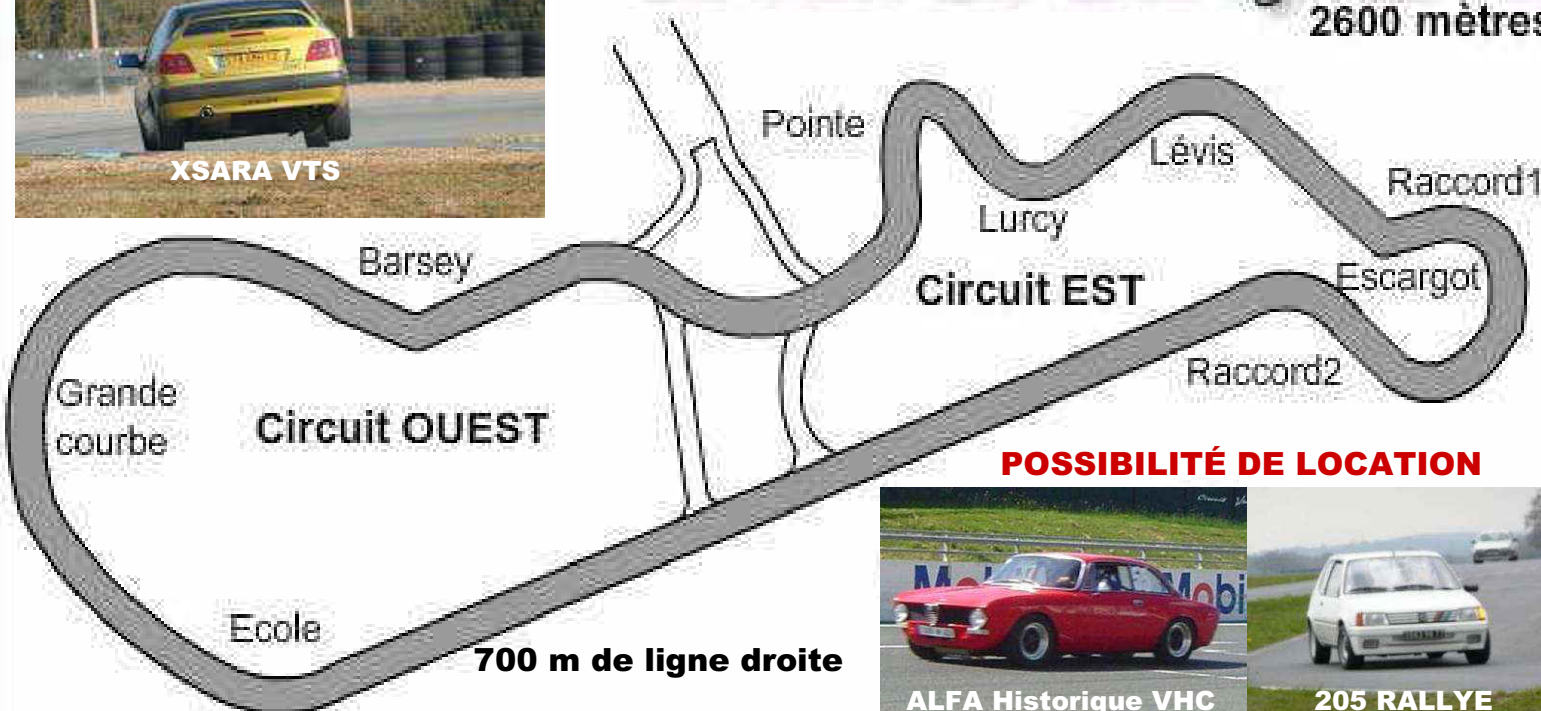 2600 mètres
XSARA VTS
Pointe
Lévis
Raccord1
Lurcy
Barsey
Escargot
Circuit EST
Raccord2
Grande
courbe
Circuit OUEST
POSSIBILITÉ DE LOCATION
Mobil
Ecole
700 m de ligne droite
ALFA Historique VHC
205 RALLYE